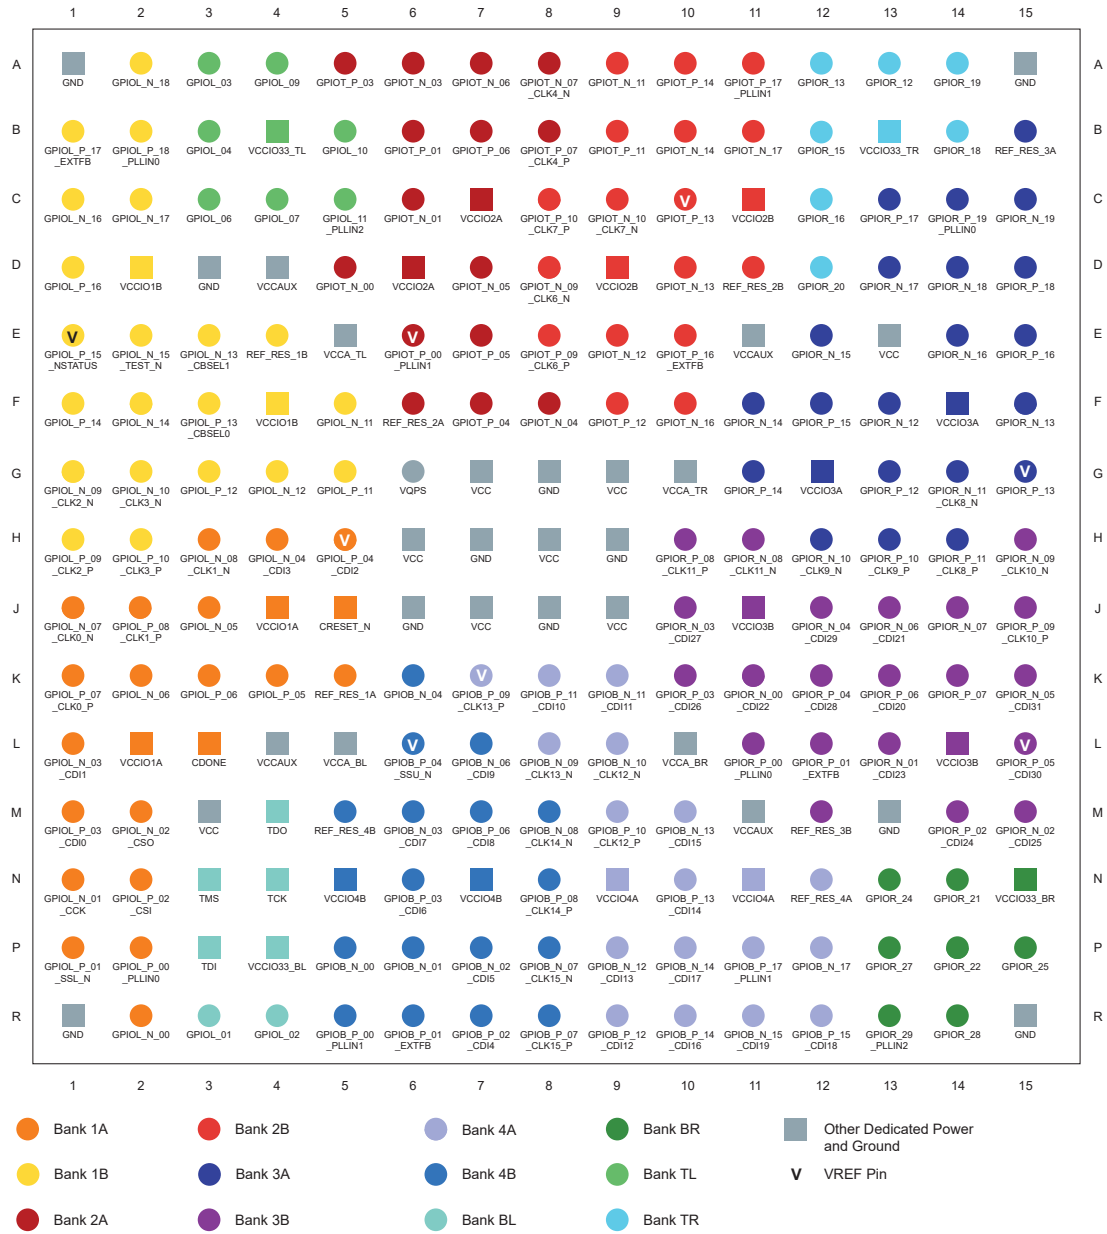 1 2 3 4 5 6 7 8 9 10 11 12 13 14 15
A A
GND GPIOL_N_18 GPIOL_03 GPIOL_09 GPIOT_P_03 GPIOT_N_03 GPIOT_N_06 GPIOT_N_07 GPIOT_N_11 GPIOT_P_14 GPIOT_P_17 GPIOR_13 GPIOR_12 GPIOR_19 GND
_CLK4_N _PLLIN1
B B
GPIOL_P_17 GPIOL_P_18 GPIOL_04 VCCIO33_TL GPIOL_10 GPIOT_P_01 GPIOT_P_06 GPIOT_P_07 GPIOT_P_11 GPIOT_N_14 GPIOT_N_17 GPIOR_15 VCCIO33_TR GPIOR_18 REF_RES_3A
_EXTFB _PLLIN0 _CLK4_P
C V C
GPIOL_N_16 GPIOL_N_17 GPIOL_06 GPIOL_07 GPIOL_11 GPIOT_N_01 VCCIO2A GPIOT_P_10 GPIOT_N_10 GPIOT_P_13 VCCIO2B GPIOR_16 GPIOR_P_17 GPIOR_P_19 GPIOR_N_19
_PLLIN2 _CLK7_P _CLK7_N _PLLIN0
D D
GPIOL_P_16 VCCIO1B GND VCCAUX GPIOT_N_00 VCCIO2A GPIOT_N_05 GPIOT_N_09 VCCIO2B GPIOT_N_13 REF_RES_2B GPIOR_20 GPIOR_N_17 GPIOR_N_18 GPIOR_P_18
_CLK6_N
E V V E
GPIOL_P_15 GPIOL_N_15 GPIOL_N_13 REF_RES_1B VCCA_TL GPIOT_P_00 GPIOT_P_05 GPIOT_P_09 GPIOT_N_12 GPIOT_P_16 VCCAUX GPIOR_N_15 VCC GPIOR_N_16 GPIOR_P_16
_NSTATUS _TEST_N _CBSEL1 _PLLIN1 _CLK6_P _EXTFB
F F
GPIOL_P_14 GPIOL_N_14 GPIOL_P_13 VCCIO1B GPIOL_N_11 REF_RES_2A GPIOT_P_04 GPIOT_N_04 GPIOT_P_12 GPIOT_N_16 GPIOR_N_14 GPIOR_P_15 GPIOR_N_12 VCCIO3A GPIOR_N_13
_CBSEL0
G V G
GPIOL_N_09 GPIOL_N_10 GPIOL_P_12 GPIOL_N_12 GPIOL_P_11 VQPS VCC GND VCC VCCA_TR GPIOR_P_14 VCCIO3A GPIOR_P_12 GPIOR_N_11 GPIOR_P_13
_CLK2_N _CLK3_N _CLK8_N
H V H
GPIOL_P_09 GPIOL_P_10 GPIOL_N_08 GPIOL_N_04 GPIOL_P_04 VCC GND VCC GND GPIOR_P_08 GPIOR_N_08 GPIOR_N_10 GPIOR_P_10 GPIOR_P_11 GPIOR_N_09
_CLK2_P _CLK3_P _CLK1_N _CDI3 _CDI2 _CLK11_P _CLK11_N _CLK9_N _CLK9_P _CLK8_P _CLK10_N
J J
GPIOL_N_07 GPIOL_P_08 GPIOL_N_05 VCCIO1A CRESET_N GND VCC GND VCC GPIOR_N_03 VCCIO3B GPIOR_N_04 GPIOR_N_06 GPIOR_N_07 GPIOR_P_09
_CLK0_N _CLK1_P _CDI27 _CDI29 _CDI21 _CLK10_P
K V K
GPIOL_P_07 GPIOL_N_06 GPIOL_P_06 GPIOL_P_05 REF_RES_1A GPIOB_N_04 GPIOB_P_09 GPIOB_P_11 GPIOB_N_11 GPIOR_P_03 GPIOR_N_00 GPIOR_P_04 GPIOR_P_06 GPIOR_P_07 GPIOR_N_05
_CLK0_P _CLK13_P _CDI10 _CDI11 _CDI26 _CDI22 _CDI28 _CDI20 _CDI31
L V V L
GPIOL_N_03 VCCIO1A CDONE VCCAUX VCCA_BL GPIOB_P_04 GPIOB_N_06 GPIOB_N_09 GPIOB_N_10 VCCA_BR GPIOR_P_00 GPIOR_P_01 GPIOR_N_01 VCCIO3B GPIOR_P_05
_CDI1 _SSU_N _CDI9 _CLK13_N _CLK12_N _PLLIN0 _EXTFB _CDI23 _CDI30
M M
GPIOL_P_03 GPIOL_N_02 VCC TDO REF_RES_4B GPIOB_N_03 GPIOB_P_06 GPIOB_N_08 GPIOB_P_10 GPIOB_N_13 VCCAUX REF_RES_3B GND GPIOR_P_02 GPIOR_N_02
_CDI0 _CSO _CDI7 _CDI8 _CLK14_N _CLK12_P _CDI15 _CDI24 _CDI25
N N
GPIOL_N_01 GPIOL_P_02 TMS TCK VCCIO4B GPIOB_P_03 VCCIO4B GPIOB_P_08 VCCIO4A GPIOB_P_13 VCCIO4A REF_RES_4A GPIOR_24 GPIOR_21 VCCIO33_BR
_CCK _CSI _CDI6 _CLK14_P _CDI14
P P
GPIOL_P_01 GPIOL_P_00 TDI VCCIO33_BL GPIOB_N_00 GPIOB_N_01 GPIOB_N_02 GPIOB_N_07 GPIOB_N_12 GPIOB_N_14 GPIOB_P_17 GPIOB_N_17 GPIOR_27 GPIOR_22 GPIOR_25
_SSL_N _PLLIN0 _CDI5 _CLK15_N _CDI13 _CDI17 _PLLIN1
R R
GND GPIOL_N_00 GPIOL_01 GPIOL_02 GPIOB_P_00 GPIOB_P_01 GPIOB_P_02 GPIOB_P_07 GPIOB_P_12 GPIOB_P_14 GPIOB_N_15 GPIOB_P_15 GPIOR_29 GPIOR_28 GND
_PLLIN1 _EXTFB _CDI4 _CLK15_P _CDI12 _CDI16 _CDI19 _CDI18 _PLLIN2
1 2 3 4 5 6 7 8 9 10 11 12 13 14 15
Bank 1A Bank 2B Bank 4A Bank BR Other Dedicated Power
and Ground
Bank 1B Bank 3A Bank 4B Bank TL V VREF Pin
Bank 2A Bank 3B Bank BL Bank TR